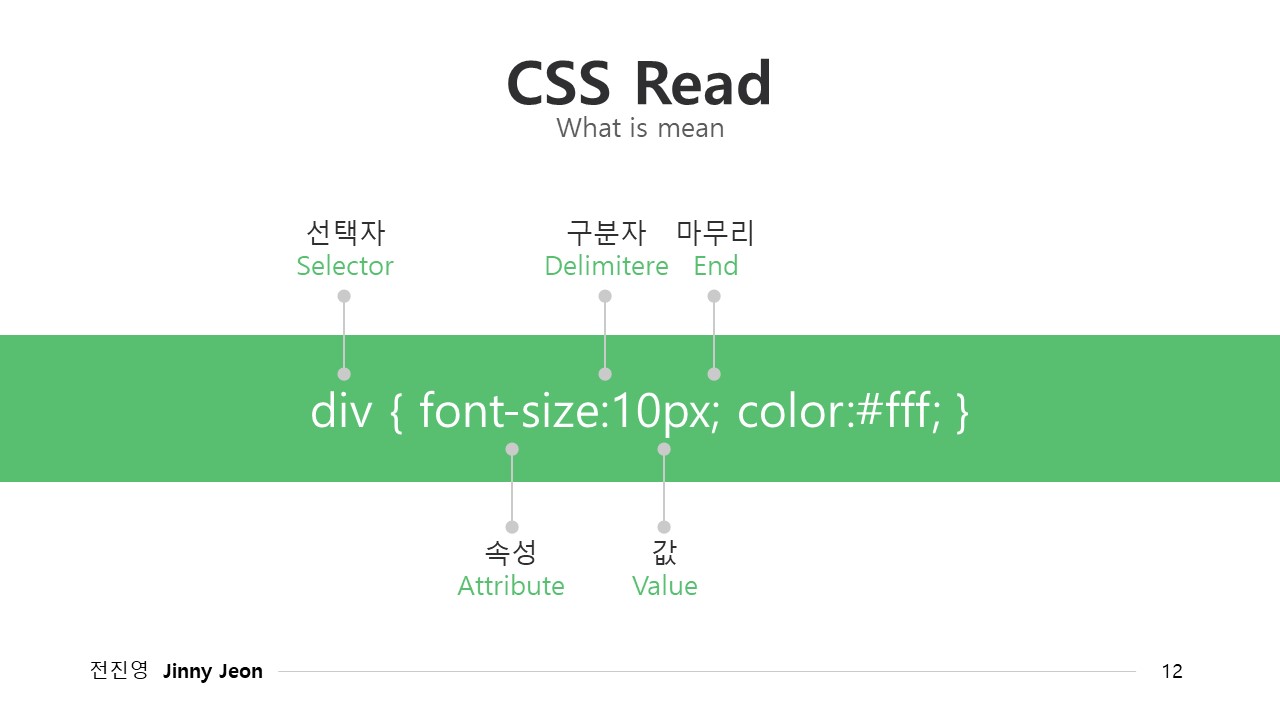 CSS Read
What is mean
선택자 구분자 마무리
Selector Delimitere End
div { font-size:10px; color:#fff; }
속성 값
Attribute Value
전진영 Jinny Jeon 12